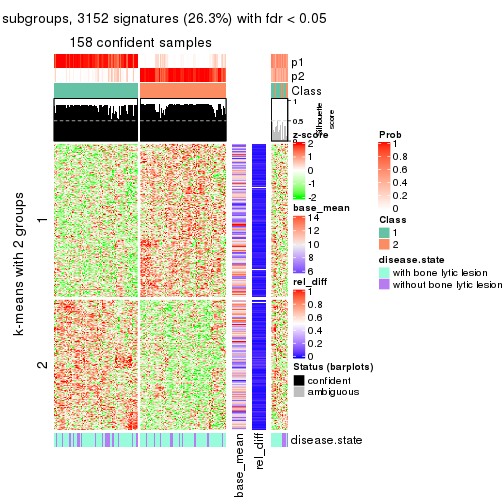 subgroups, 3152 signatures (26.3%) with fdr < 0.05
158 confident samples
p1
p2
Class
1
0.5
Silhouette score
z-score
2
1
0
-1
-2
base_mean
14
12
10
8
6
rel_diff
1
0.8
0.6
0.4
0.2
0
Status (barplots)
confident
ambiguous
Prob
1
0.8
0.6
0.4
0.2
0
Class
1
2
disease.state
with bone lytic lesion
without bone lytic lesion
k-means with 2 groups
1
2
disease.state
base_mean
rel_diff